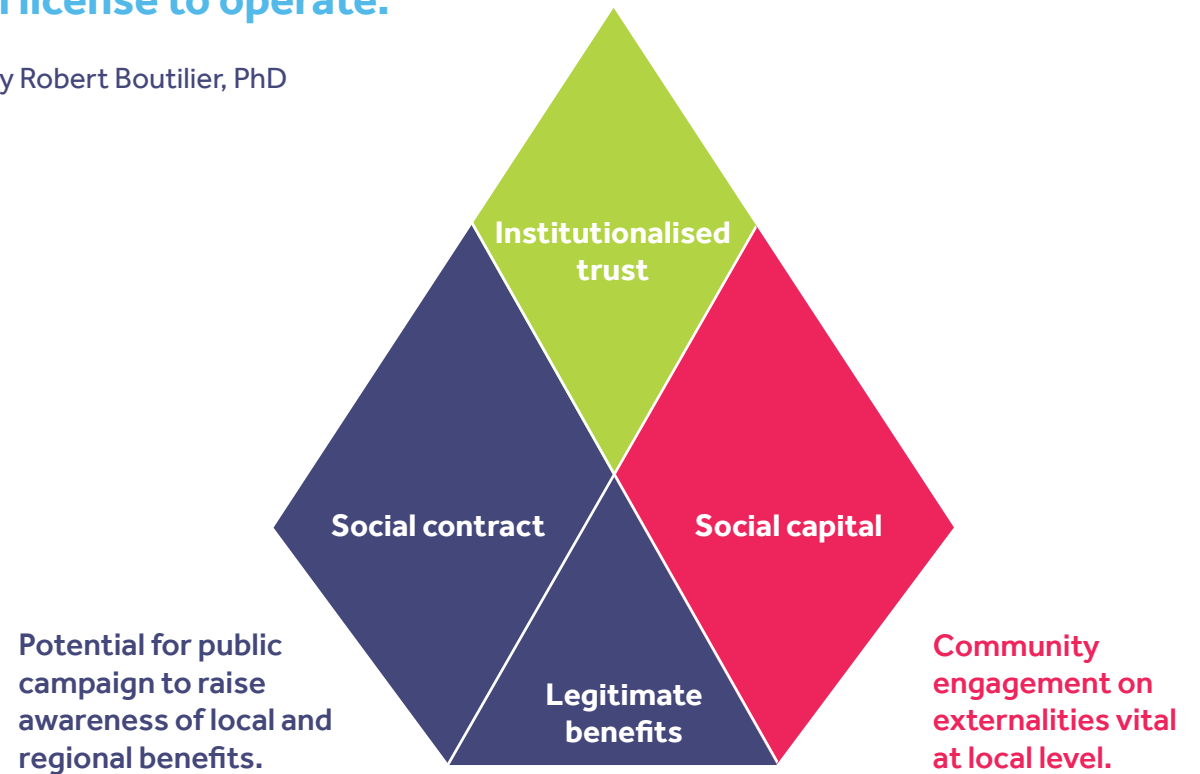 license to operate.
y Robert Boutilier, PhD
Institutionalised
trust
Social contract
Social capital
Legitimate
benefits
Potential for public
campaign to raise
awareness of local and
regional benefits.
Community
engagement on
externalities vital
at local level.